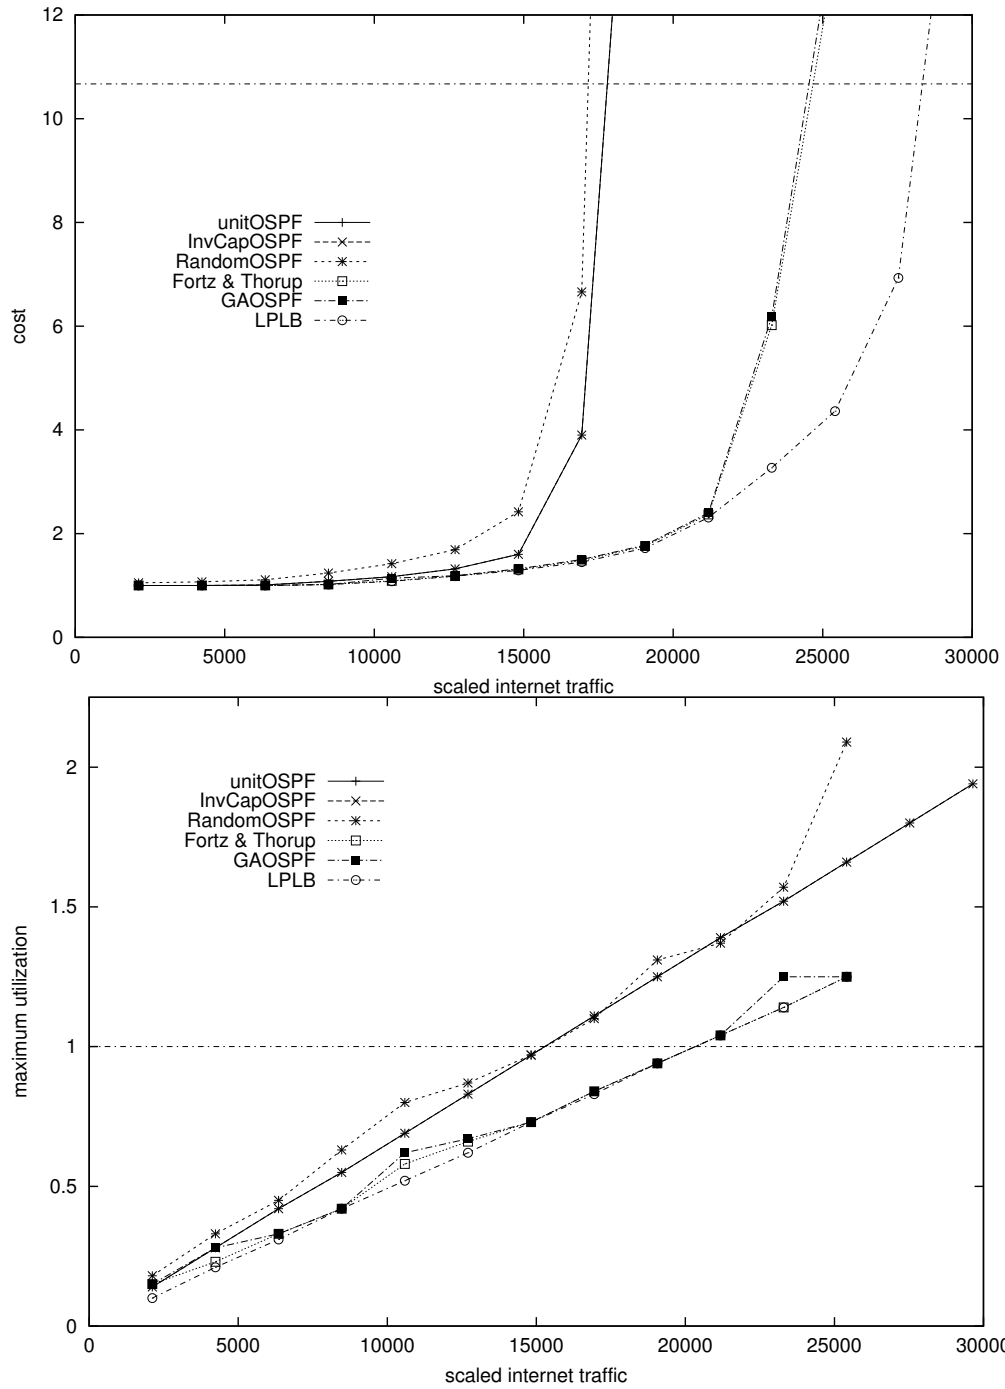 12
10
8
6
4
2
0
cost
unitOSPF
InvCapOSPF
RandomOSPF
Fortz & Thorup
GAOSPF
LPLB
0 5000 10000 15000 20000 25000 30000
scaled internet traffic
2
1.5
1
0.5
0
maximum utilization
unitOSPF
InvCapOSPF
RandomOSPF
Fortz & Thorup
GAOSPF
LPLB
0 5000 10000 15000 20000 25000 30000
scaled internet traffic